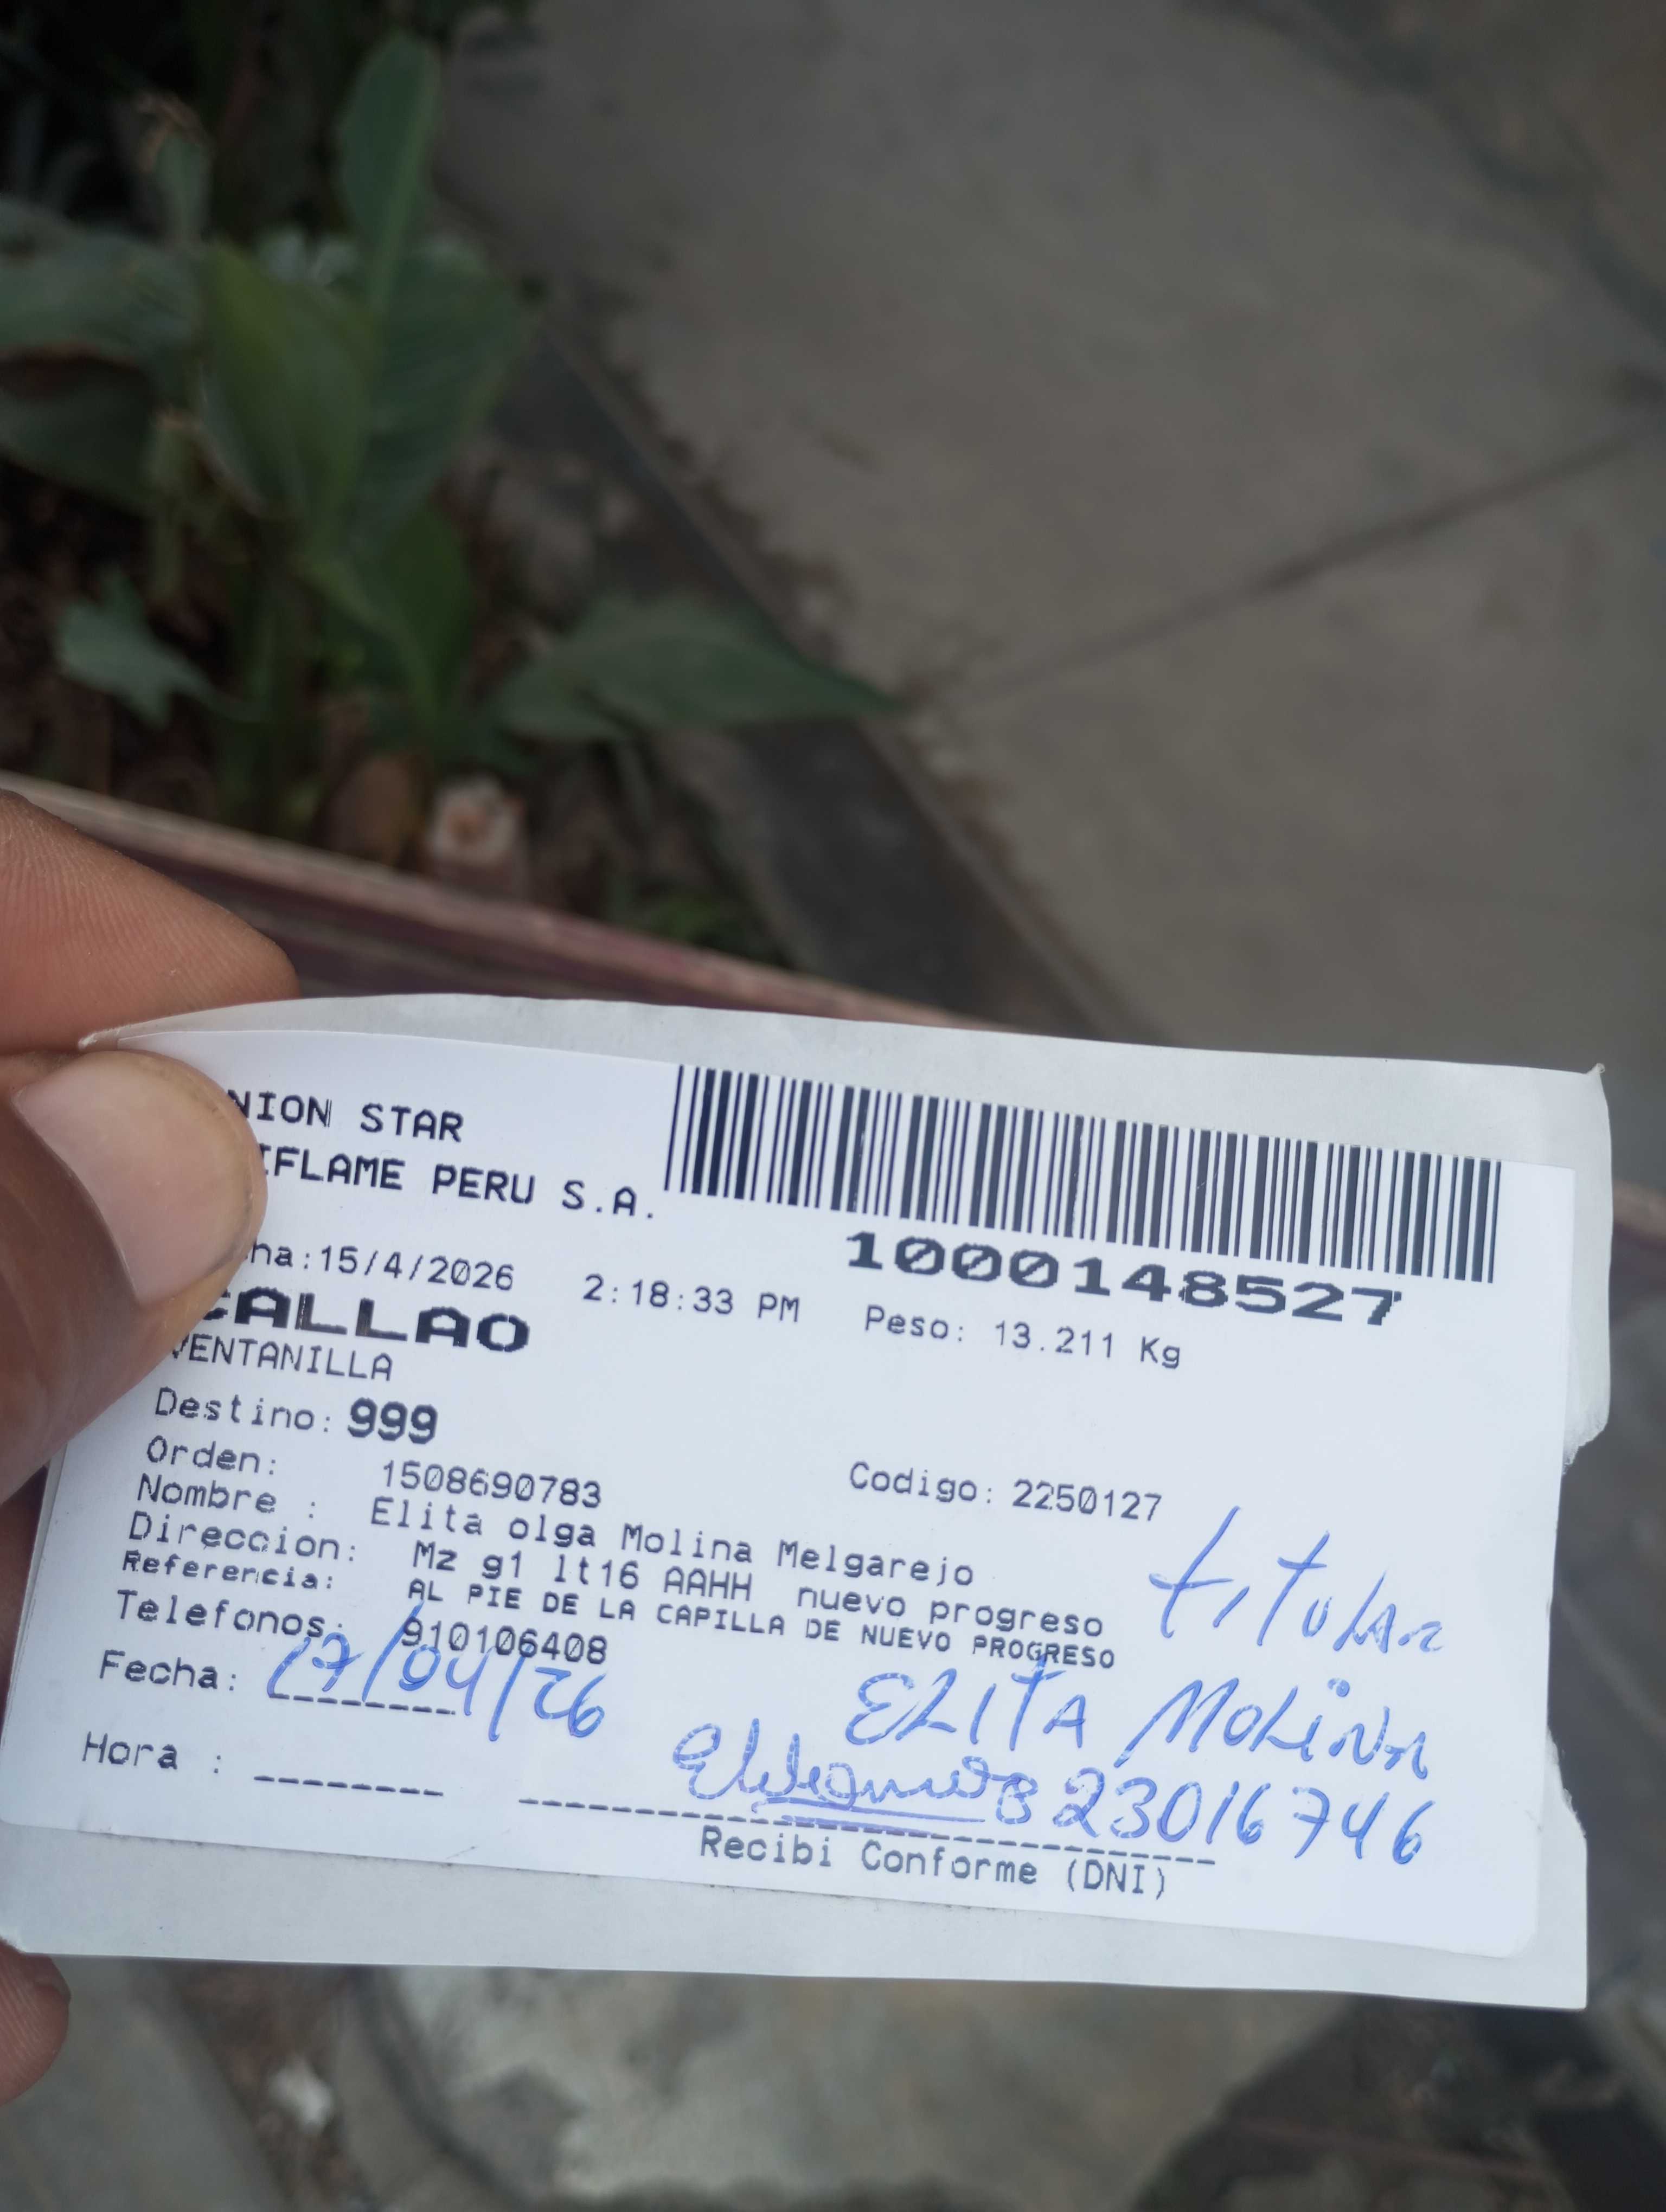 NION STAR
IFLAME PERU S.A.
1000148527
ha:15/4/2026 2:18:33 PM Peso: 13.211 Kg
CALLAO
VENTANILLA
Destino: 999
Orden: 1508690783 Codigo: 2250127
Nombre : Elita olga Molina Melgarejo
Direccion: Mz g1 lt16 AAHH nuevo progreso
Referencia: AL PIE DE LA CAPILLA DE NUEVO PROGRESO
Telefonos: 910106408
titular
Fecha: 17/04/26
ELITA MOLINA
Hora :
23016746
Recibi Conforme (DNI)